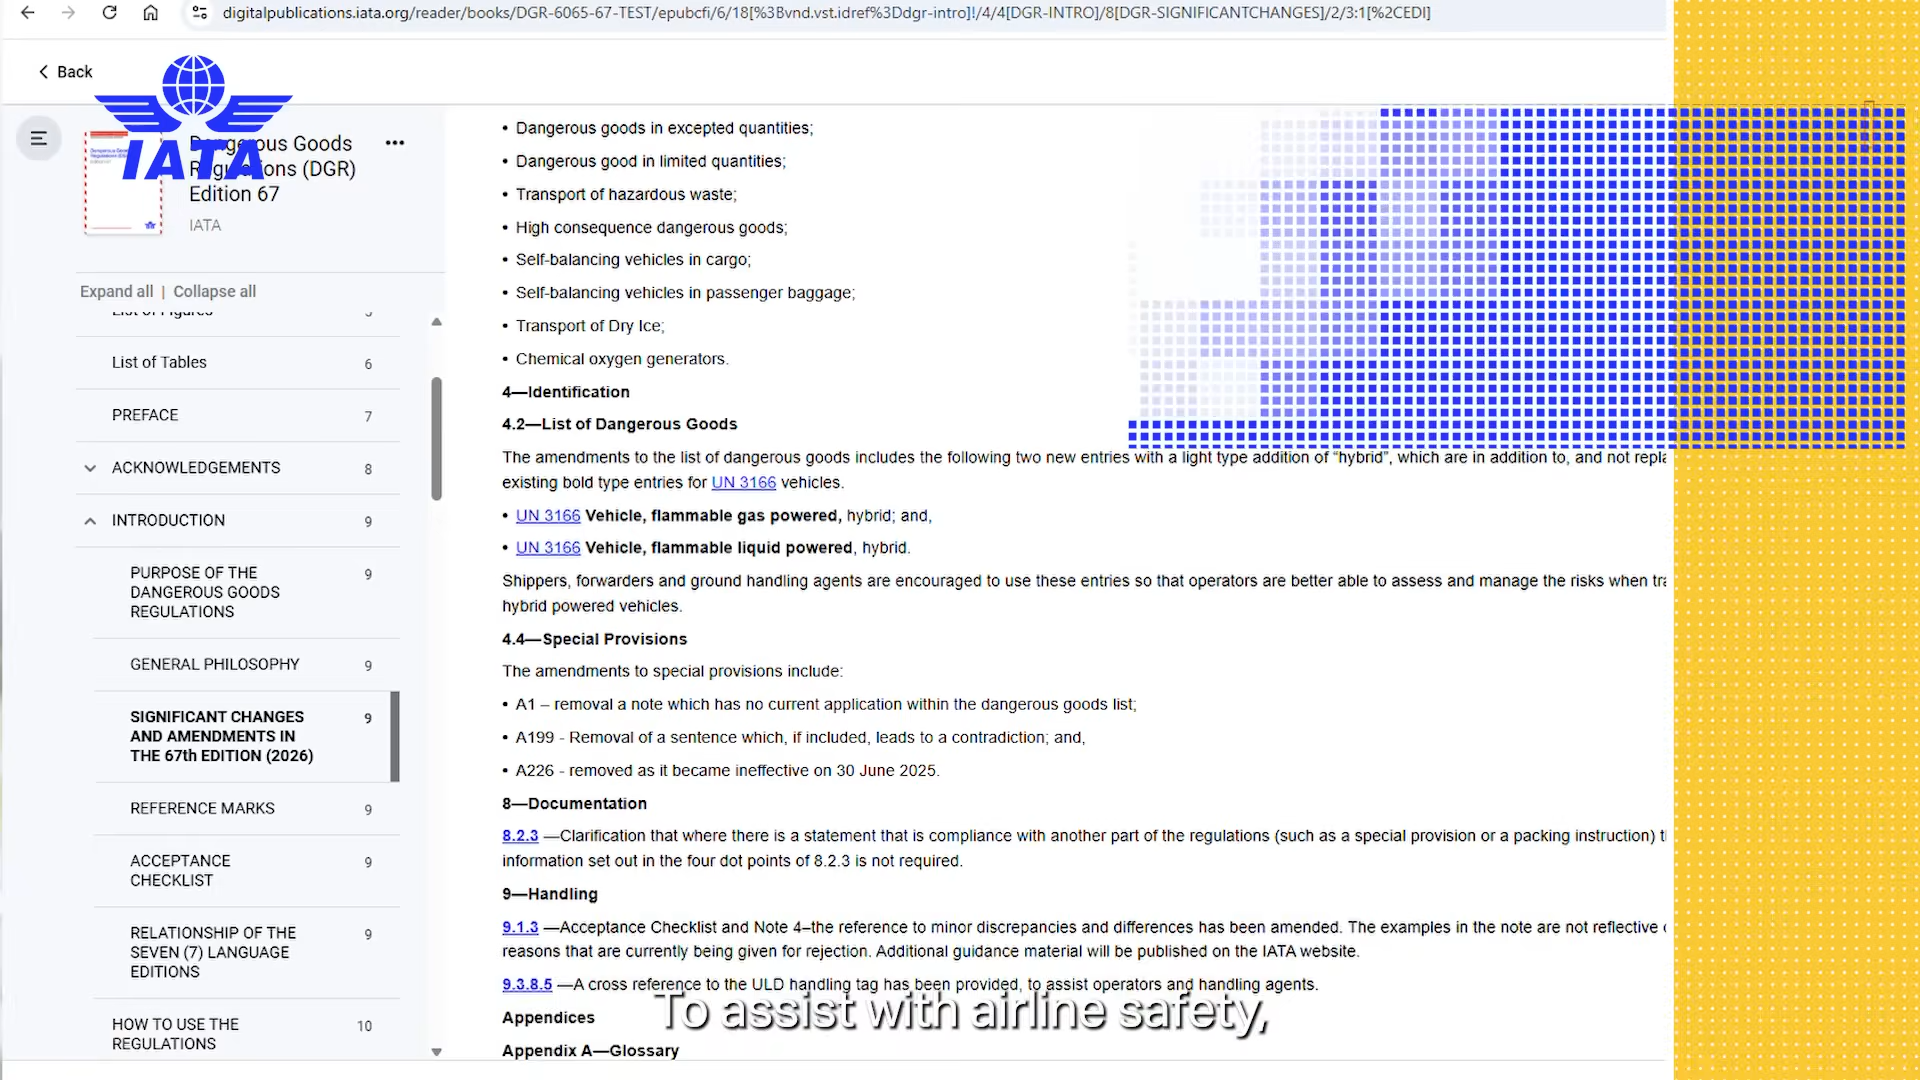 digitalpublications.iata.org/reader/books/DGR-6065-67-TEST/epubcfi/6/18[%3Bvnd.vst.idref%3Ddgr-intro]!/4/4[DGR-INTRO]/8[DGR-SIGNIFICANTCHANGES]/2/3:1[%2CEDI]
Back
IATA
Dangerous Goods
Regulations (DGR)
Edition 67
IATA
Expand all | Collapse all
List of Figures 5
List of Tables 6
PREFACE 7
ACKNOWLEDGEMENTS 8
INTRODUCTION 9
PURPOSE OF THE 9
DANGEROUS GOODS
REGULATIONS
GENERAL PHILOSOPHY 9
SIGNIFICANT CHANGES 9
AND AMENDMENTS IN
THE 67th EDITION (2026)
REFERENCE MARKS 9
ACCEPTANCE 9
CHECKLIST
RELATIONSHIP OF THE 9
SEVEN (7) LANGUAGE
EDITIONS
HOW TO USE THE 10
REGULATIONS
• Dangerous goods in excepted quantities;
• Dangerous good in limited quantities;
• Transport of hazardous waste;
• High consequence dangerous goods;
• Self-balancing vehicles in cargo;
• Self-balancing vehicles in passenger baggage;
• Transport of Dry Ice;
• Chemical oxygen generators.
4—Identification
4.2—List of Dangerous Goods
The amendments to the list of dangerous goods includes the following two new entries with a light type addition of “hybrid”, which are in addition to, and not repla
existing bold type entries for UN 3166 vehicles.
• UN 3166 Vehicle, flammable gas powered, hybrid; and,
• UN 3166 Vehicle, flammable liquid powered, hybrid.
Shippers, forwarders and ground handling agents are encouraged to use these entries so that operators are better able to assess and manage the risks when tra
hybrid powered vehicles.
4.4—Special Provisions
The amendments to special provisions include:
• A1 – removal a note which has no current application within the dangerous goods list;
• A199 - Removal of a sentence which, if included, leads to a contradiction; and,
• A226 - removed as it became ineffective on 30 June 2025.
8—Documentation
8.2.3 —Clarification that where there is a statement that is compliance with another part of the regulations (such as a special provision or a packing instruction) t
information set out in the four dot points of 8.2.3 is not required.
9—Handling
9.1.3 —Acceptance Checklist and Note 4–the reference to minor discrepancies and differences has been amended. The examples in the note are not reflective
reasons that are currently being given for rejection. Additional guidance material will be published on the IATA website.
9.3.8.5 —A cross reference to the ULD handling tag has been provided, to assist operators and handling agents.
Appendices
Appendix A—Glossary
To assist with airline safety,